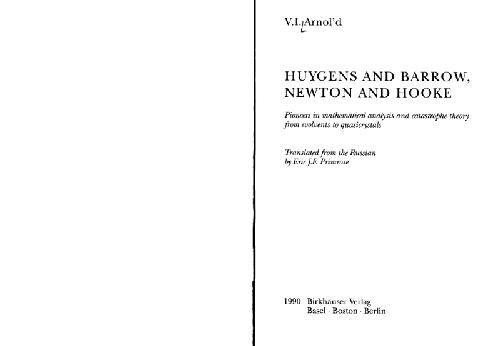 V.I. Arnol'd
HUYGENS AND BARROW,
NEWTON AND HOOKE
Pioneers in mathematical analysis and catastrophe theory
from evolvents to quasicrystals
Translated from the Russian
by Eric J.F. Primrose
1990 Birkhäuser Verlag
Basel · Boston · Berlin